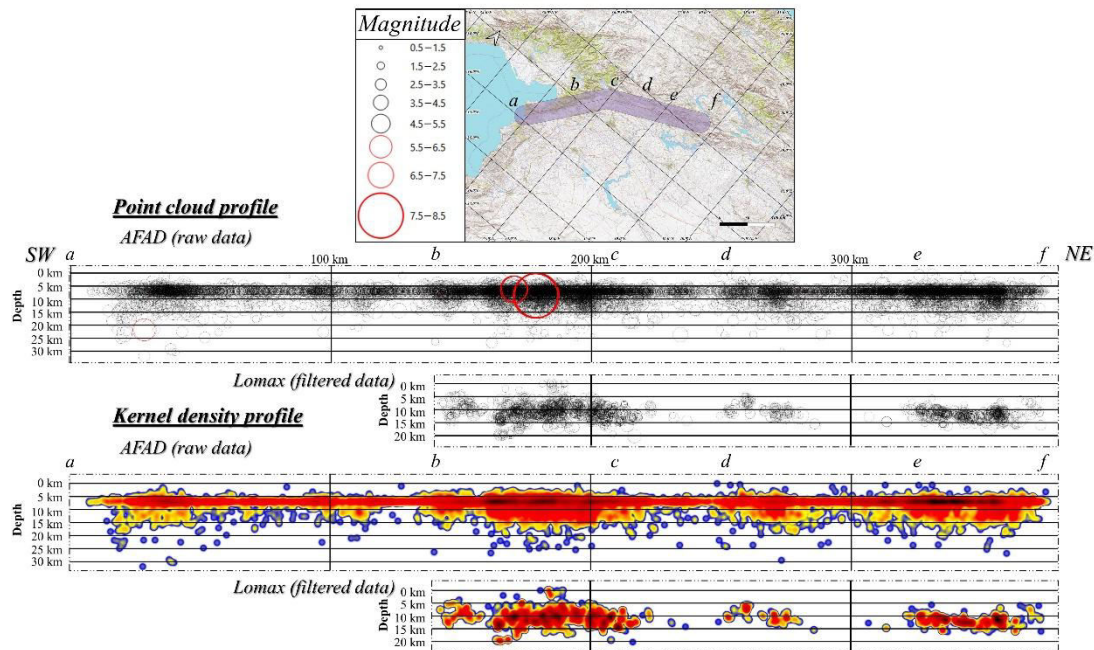 Magnitude
0.5–1.5
1.5–2.5
2.5–3.5
3.5–4.5
4.5–5.5
5.5–6.5
6.5–7.5
7.5–8.5
a b c d e f
Point cloud profile
AFAD (raw data)
SW a 100 km b 200 km c d 300 km e f NE
Depth
0 km
5 km
10 km
15 km
20 km
25 km
30 km
Lomax (filtered data)
Depth
0 km
5 km
10 km
15 km
20 km
Kernel density profile
AFAD (raw data)
a b c d e f
Depth
0 km
5 km
10 km
15 km
20 km
25 km
30 km
Lomax (filtered data)
Depth
0 km
5 km
10 km
15 km
20 km